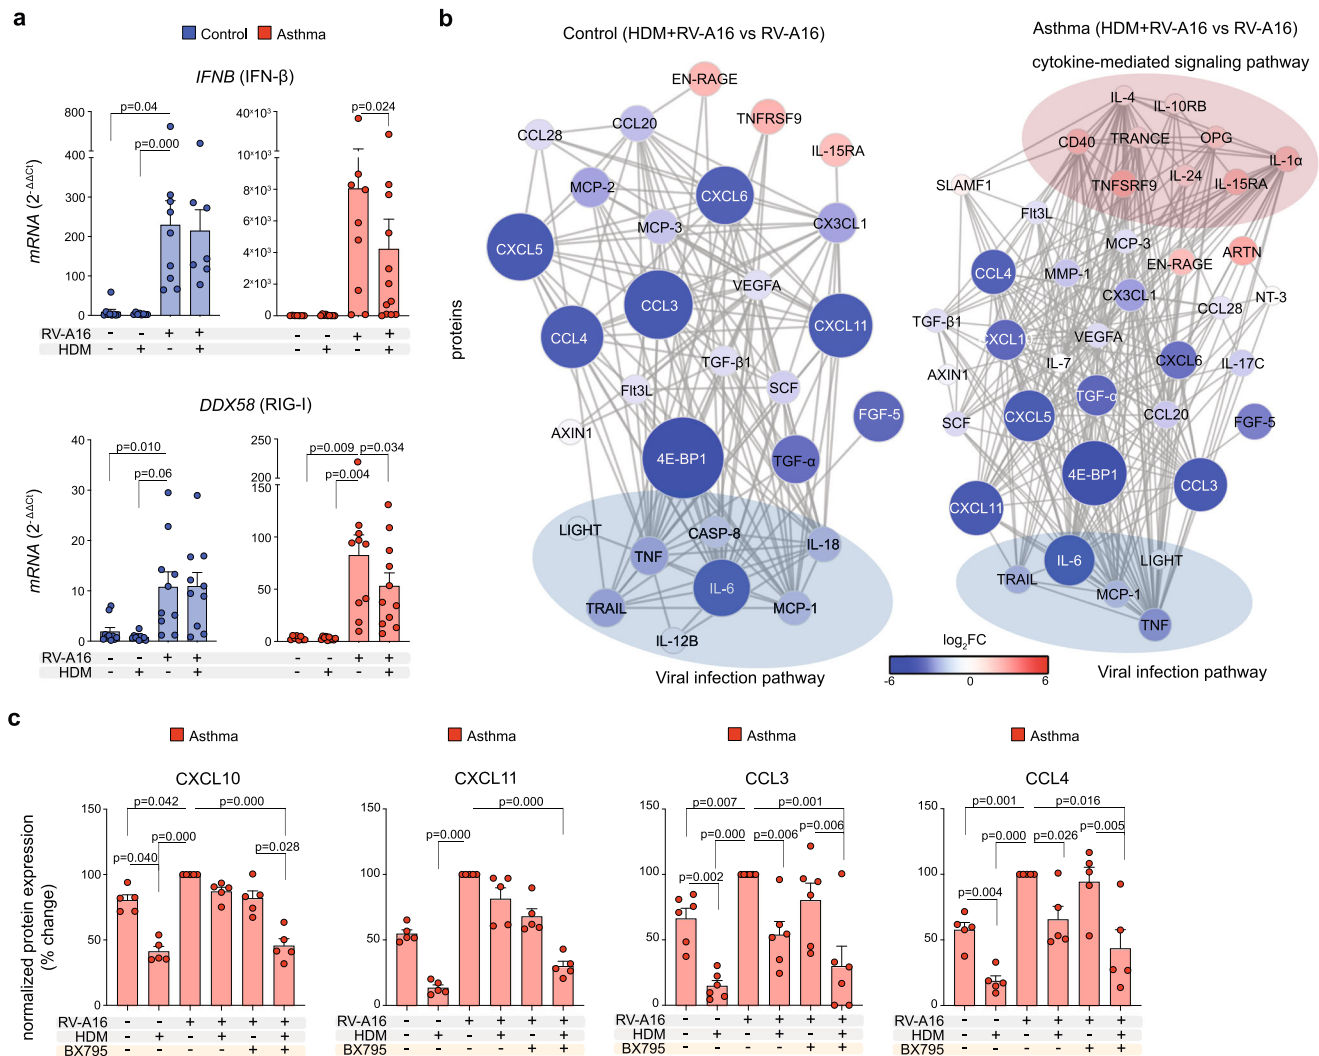 a
Control Asthma
IFNB (IFN-β)
mRNA (2-ΔΔCt)
800
400
300
200
100
0
p=0.04
p=0.000
40×10³
10×10³
8×10³
6×10³
4×10³
2×10³
0
p=0.024
RV-A16 - - + + - - + +
HDM - + - + - + - +
DDX58 (RIG-I)
mRNA (2-ΔΔCt)
40
30
20
10
0
p=0.010
p=0.06
250
200
150
100
50
0
p=0.009 p=0.034
p=0.004
RV-A16 - - + + - - + +
HDM - + - + - + - +
b
Control (HDM+RV-A16 vs RV-A16)
proteins
EN-RAGE
TNFRSF9
CCL20
CCL28
IL-15RA
MCP-2
CXCL6
MCP-3
CX3CL1
CXCL5
VEGFA
CCL3
CXCL11
CCL4
TGF-β1
Flt3L
SCF
FGF-5
AXIN1
4E-BP1
TGF-α
LIGHT
CASP-8
IL-18
TNF
IL-6
TRAIL
MCP-1
IL-12B
Viral infection pathway
Asthma (HDM+RV-A16 vs RV-A16)
cytokine-mediated signaling pathway
IL-4
IL-10RB
CD40
TRANCE
OPG
IL-1α
SLAMF1
TNFSRF9
IL-24
IL-15RA
Flt3L
MCP-3
ARTN
EN-RAGE
CCL4
MMP-1
CX3CL1
NT-3
CCL28
TGF-β1
CXCL10
VEGFA
IL-7
CXCL6
IL-17C
AXIN1
TGF-α
SCF
CXCL5
CCL20
FGF-5
4E-BP1
CCL3
CXCL11
IL-6
LIGHT
TRAIL
MCP-1
TNF
log2FC
-6 0 6
Viral infection pathway
c
normalized protein expression
(% change)
Asthma
CXCL10
150
100
50
0
p=0.042 p=0.000
p=0.000
p=0.040 p=0.028
RV-A16 - - + + + +
HDM - + - + - +
BX795 - - - - + +
Asthma
CXCL11
150
100
50
0
p=0.000
p=0.000
RV-A16 - - + + + +
HDM - + - + - +
BX795 - - - - + +
Asthma
CCL3
150
100
50
0
p=0.007 p=0.001
p=0.000 p=0.006 p=0.006
p=0.002
RV-A16 - - + + + +
HDM - + - + - +
BX795 - - - - + +
Asthma
CCL4
150
100
50
0
p=0.001 p=0.016
p=0.000 p=0.026 p=0.005
p=0.004
RV-A16 - - + + + +
HDM - + - + - +
BX795 - - - - + +